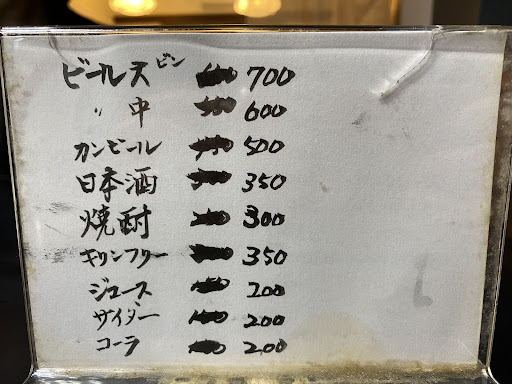 ビール大ビン 700
〃 中 600
カンビール 500
日本酒 350
焼酎 300
キリンフリー 350
ジュース 200
サイダー 200
コーラ 200